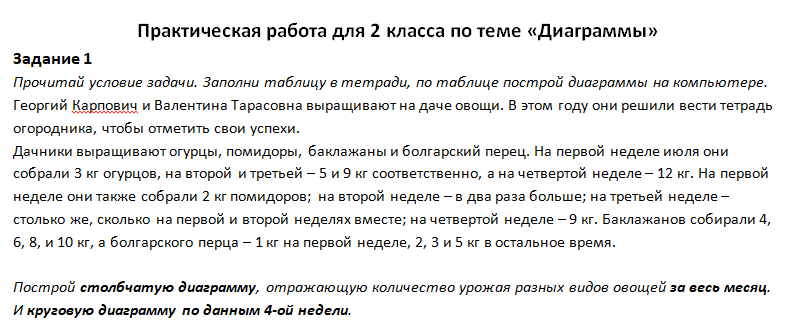 Практическая работа для 2 класса по теме «Диаграммы»
Задание 1
Прочитай условие задачи. Заполни таблицу в тетради, по таблице построй диаграммы на компьютере.
Георгий Карпович и Валентина Тарасовна выращивают на даче овощи. В этом году они решили вести тетрадь
огородника, чтобы отметить свои успехи.
Дачники выращивают огурцы, помидоры, баклажаны и болгарский перец. На первой неделе июля они
собрали 3 кг огурцов, на второй и третьей – 5 и 9 кг соответственно, а на четвертой неделе – 12 кг. На первой
неделе они также собрали 2 кг помидоров; на второй неделе – в два раза больше; на третьей неделе –
столько же, сколько на первой и второй неделях вместе; на четвертой неделе – 9 кг. Баклажанов собирали 4,
6, 8, и 10 кг, а болгарского перца – 1 кг на первой неделе, 2, 3 и 5 кг в остальное время.
Построй столбчатую диаграмму, отражающую количество урожая разных видов овощей за весь месяц.
И круговую диаграмму по данным 4-ой недели.